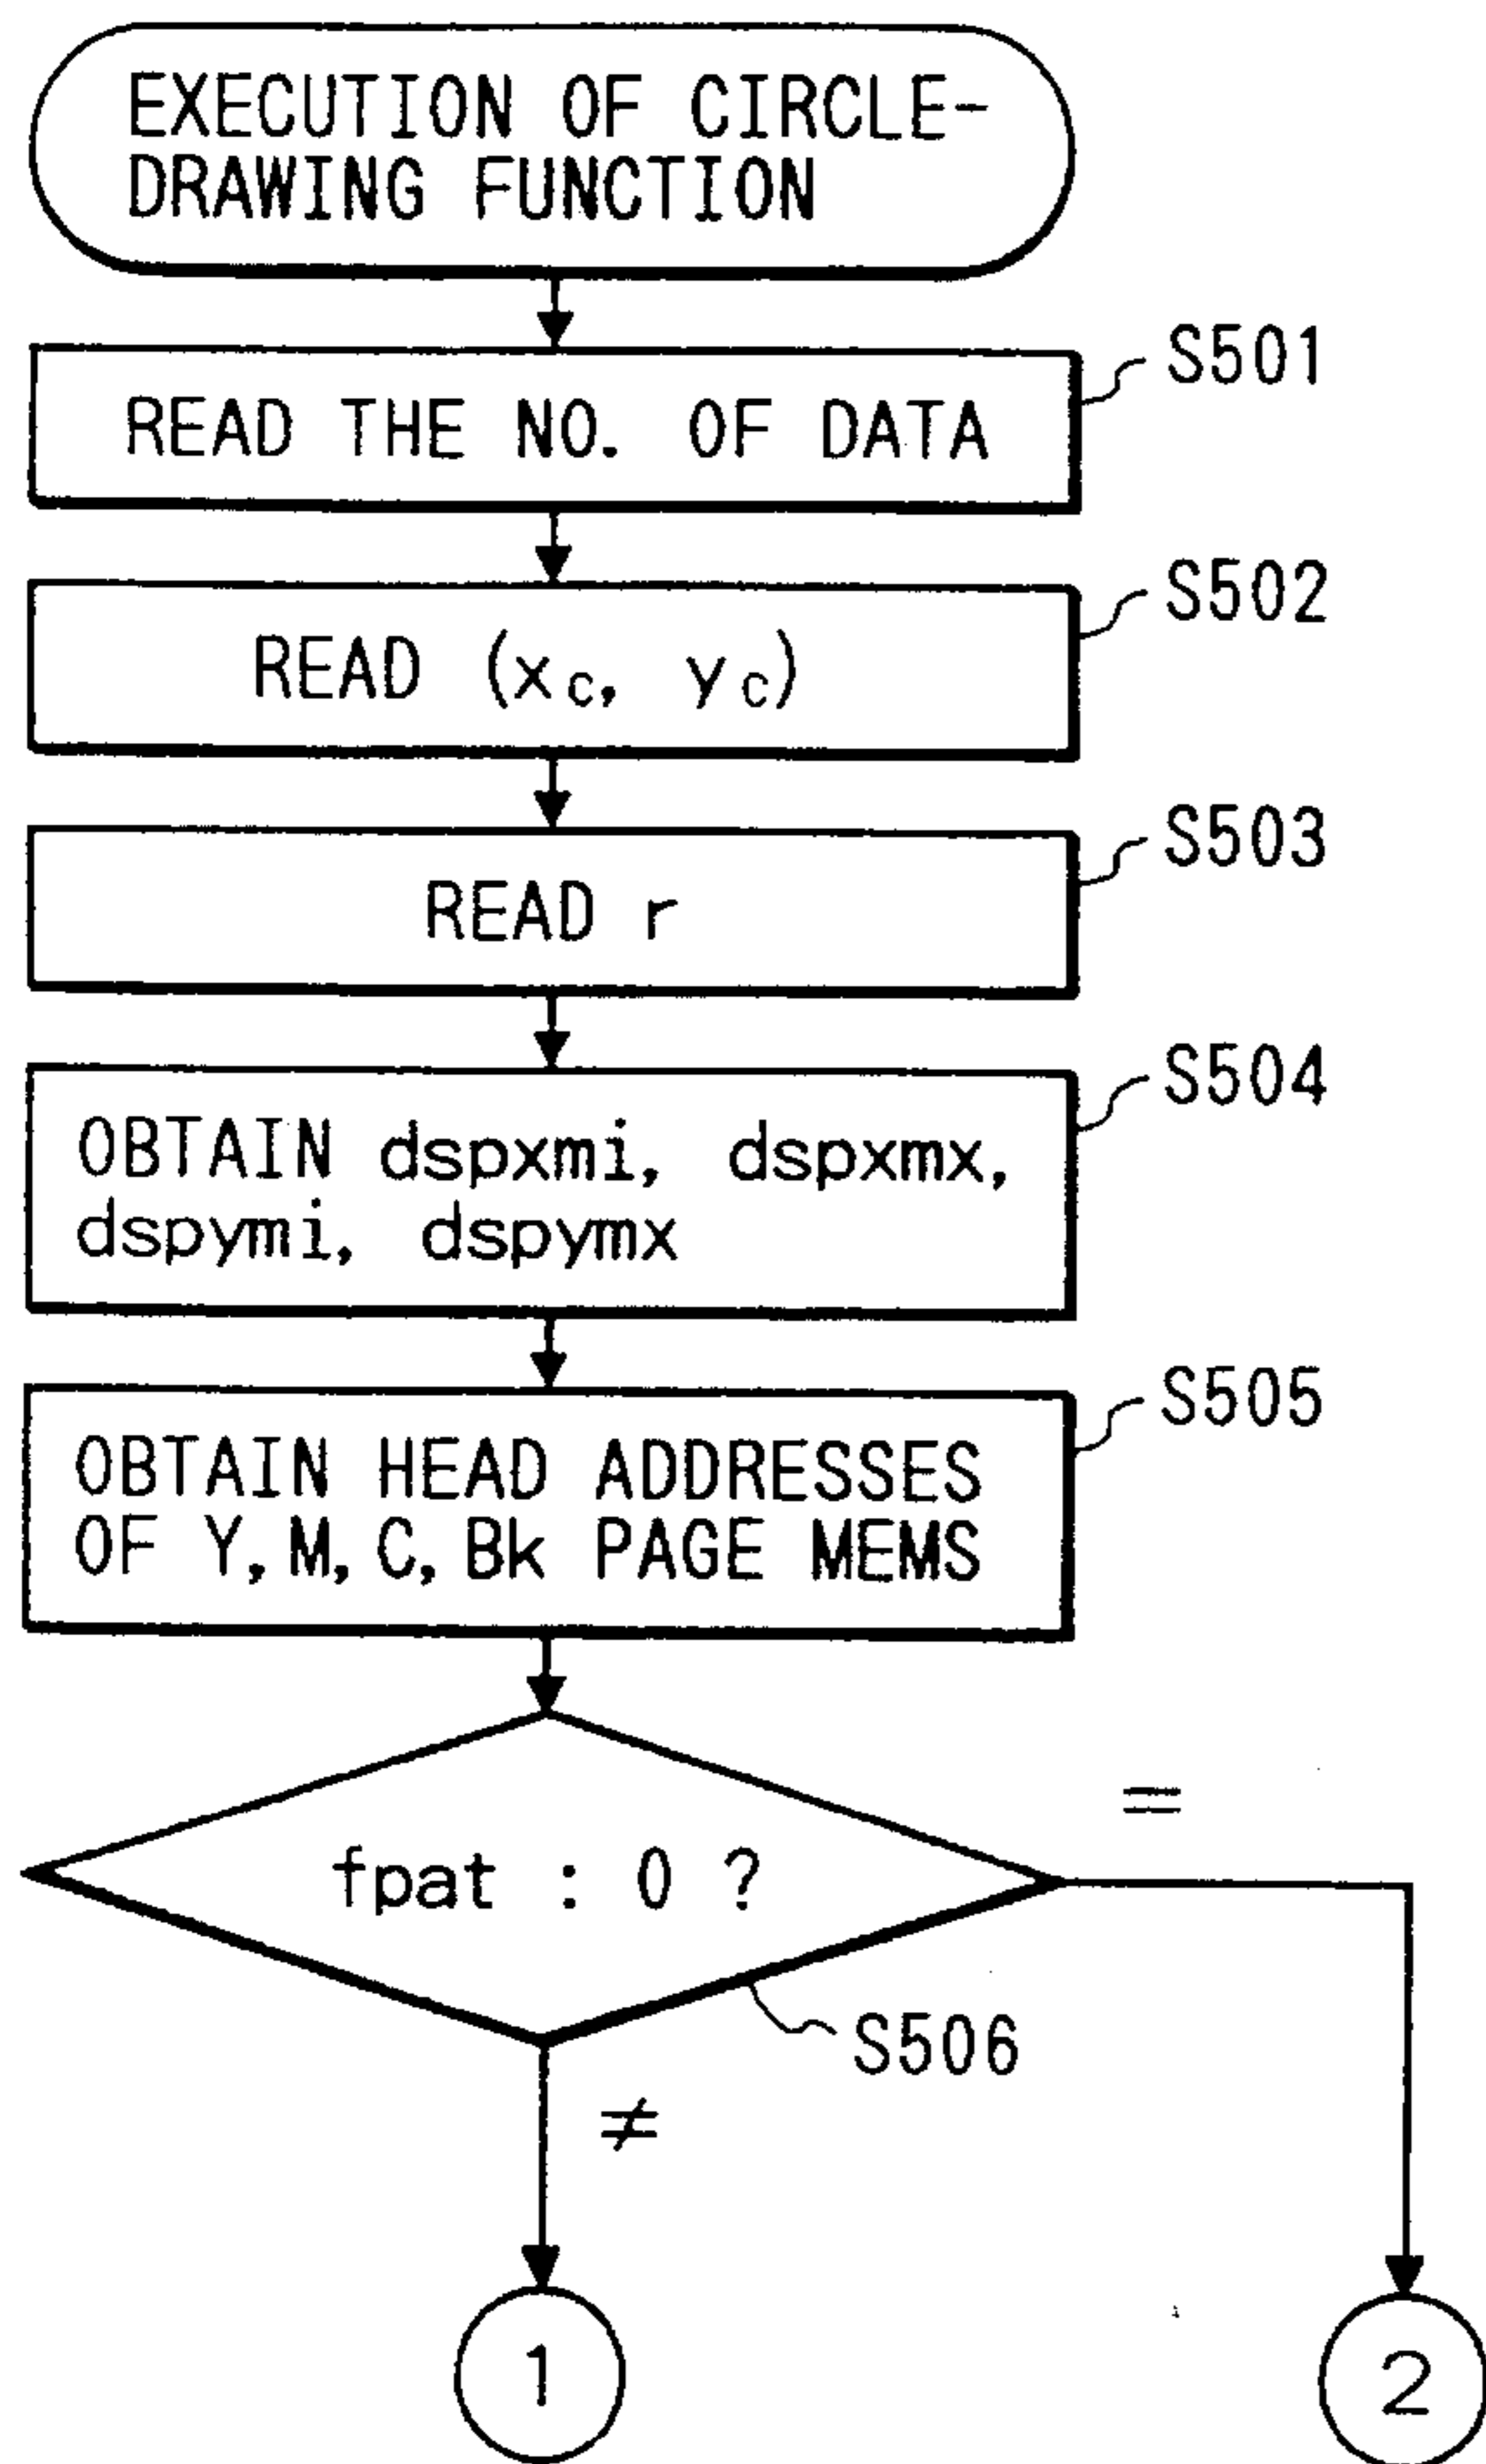 EXECUTION OF CIRCLE-
DRAWING FUNCTION
S501
READ THE NO. OF DATA
S502
READ (xc, yc)
S503
READ r
S504
OBTAIN dspxmi, dspxmx,
dspymi, dspymx
S505
OBTAIN HEAD ADDRESSES
OF Y, M, C, Bk PAGE MEMS
=
fpat : 0 ?
S506
≠
1
2